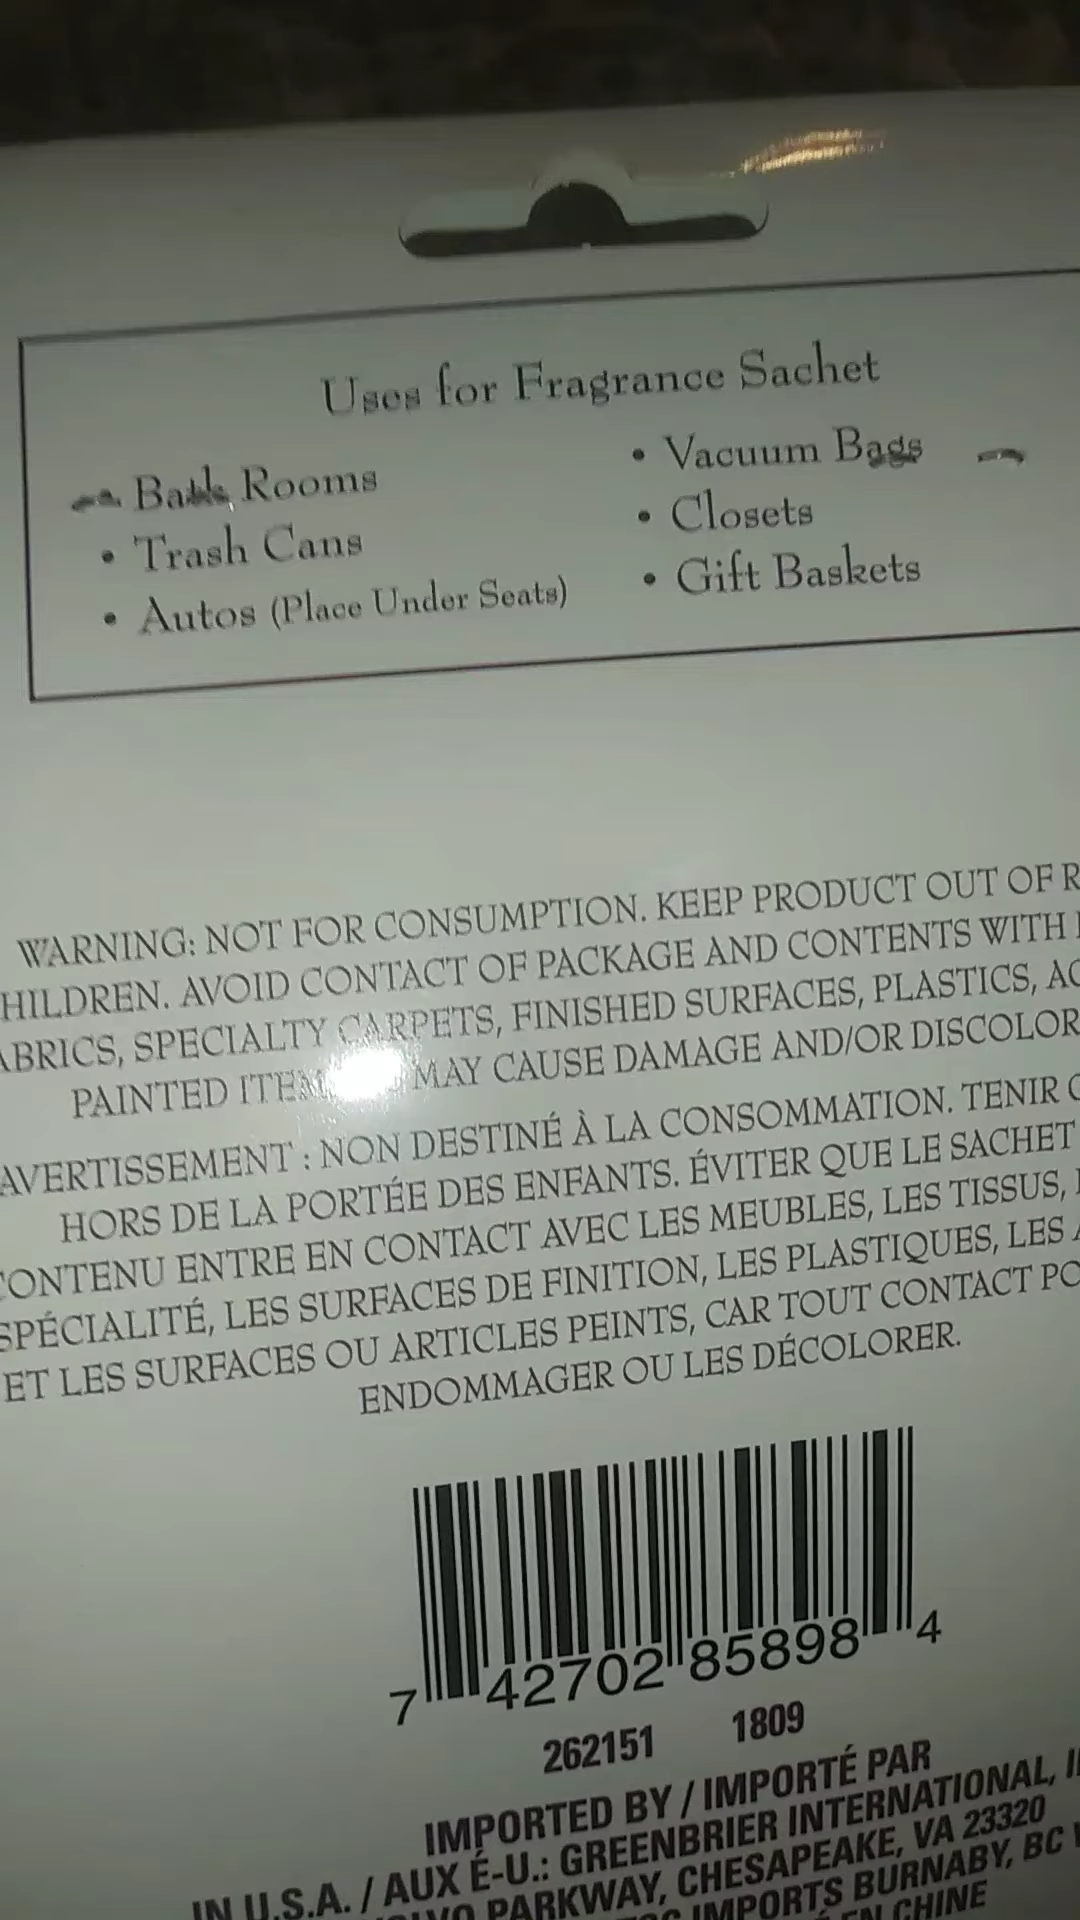 Uses for Fragrance Sachet
Bath Rooms
• Trash Cans
• Autos (Place Under Seats)
• Vacuum Bags
• Closets
• Gift Baskets
WARNING: NOT FOR CONSUMPTION. KEEP PRODUCT OUT OF R
HILDREN. AVOID CONTACT OF PACKAGE AND CONTENTS WITH
ABRICS, SPECIALTY CARPETS, FINISHED SURFACES, PLASTICS, AC
PAINTED ITEM MAY CAUSE DAMAGE AND/OR DISCOLOR
AVERTISSEMENT : NON DESTINÉ À LA CONSOMMATION. TENIR
HORS DE LA PORTÉE DES ENFANTS. ÉVITER QUE LE SACHET
CONTENU ENTRE EN CONTACT AVEC LES MEUBLES, LES TISSUS,
SPÉCIALITÉ, LES SURFACES DE FINITION, LES PLASTIQUES, LES
ET LES SURFACES OU ARTICLES PEINTS, CAR TOUT CONTACT PO
ENDOMMAGER OU LES DÉCOLORER.
7 42702 85898 4
262151 1809
IMPORTED BY / IMPORTÉ PAR
IN U.S.A. / AUX É-U.: GREENBRIER INTERNATIONAL,
PARKWAY, CHESAPEAKE, VA 23320
IMPORTS BURNABY, BC
EN CHINE